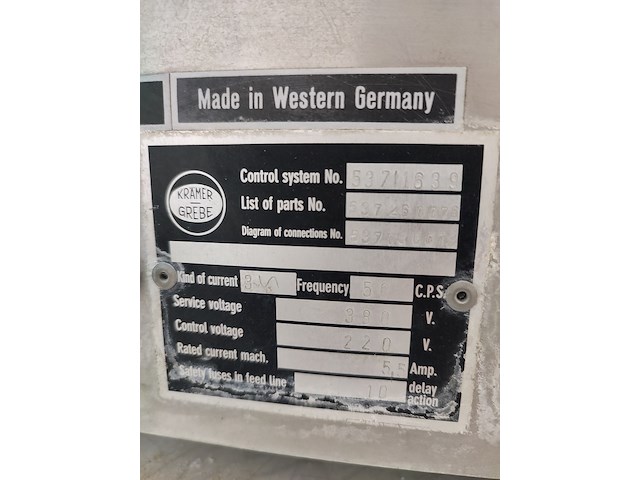 Made in Western Germany
KRÄMER
GREBE
Control system No. 53711639
List of parts No.
Diagram of connections No.
Kind of current Frequency C.P.S.
Service voltage 380 V.
Control voltage 220 V.
Rated current mach. 5,5 Amp.
Safety fuses in feed line 10 delay action